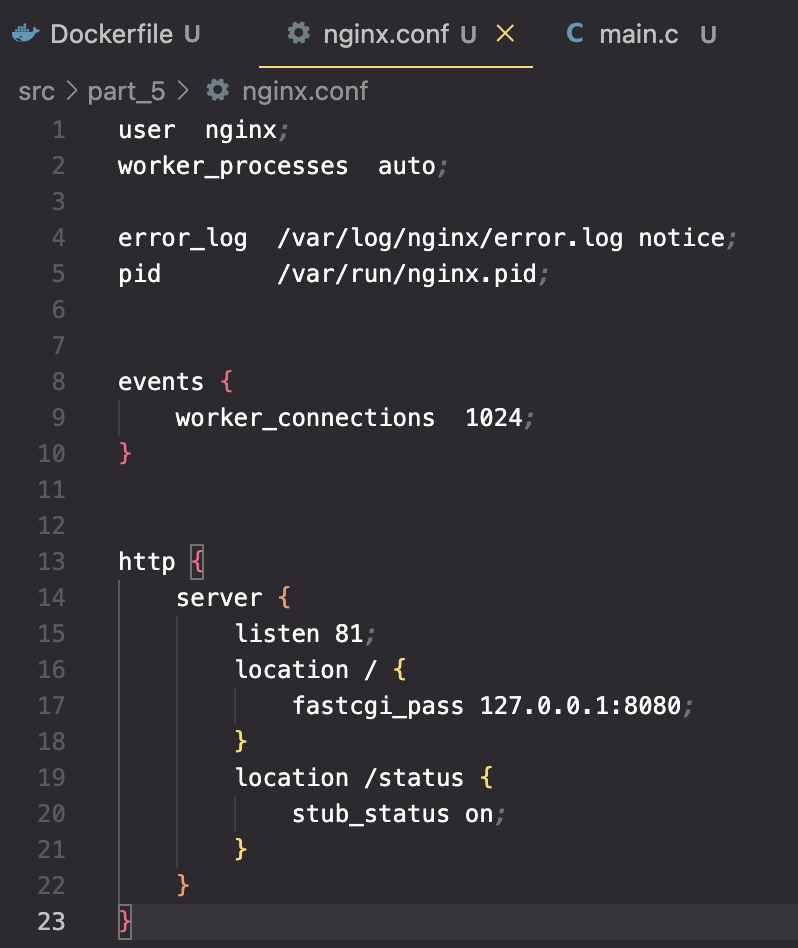 Dockerfile U nginx.conf U × C main.c U
src > part_5 > nginx.conf
1 user  nginx;
2 worker_processes  auto;
3
4 error_log  /var/log/nginx/error.log notice;
5 pid        /var/run/nginx.pid;
6
7
8 events {
9     worker_connections  1024;
10 }
11
12
13 http {
14     server {
15         listen 81;
16         location / {
17             fastcgi_pass 127.0.0.1:8080;
18         }
19         location /status {
20             stub_status on;
21         }
22     }
23 }